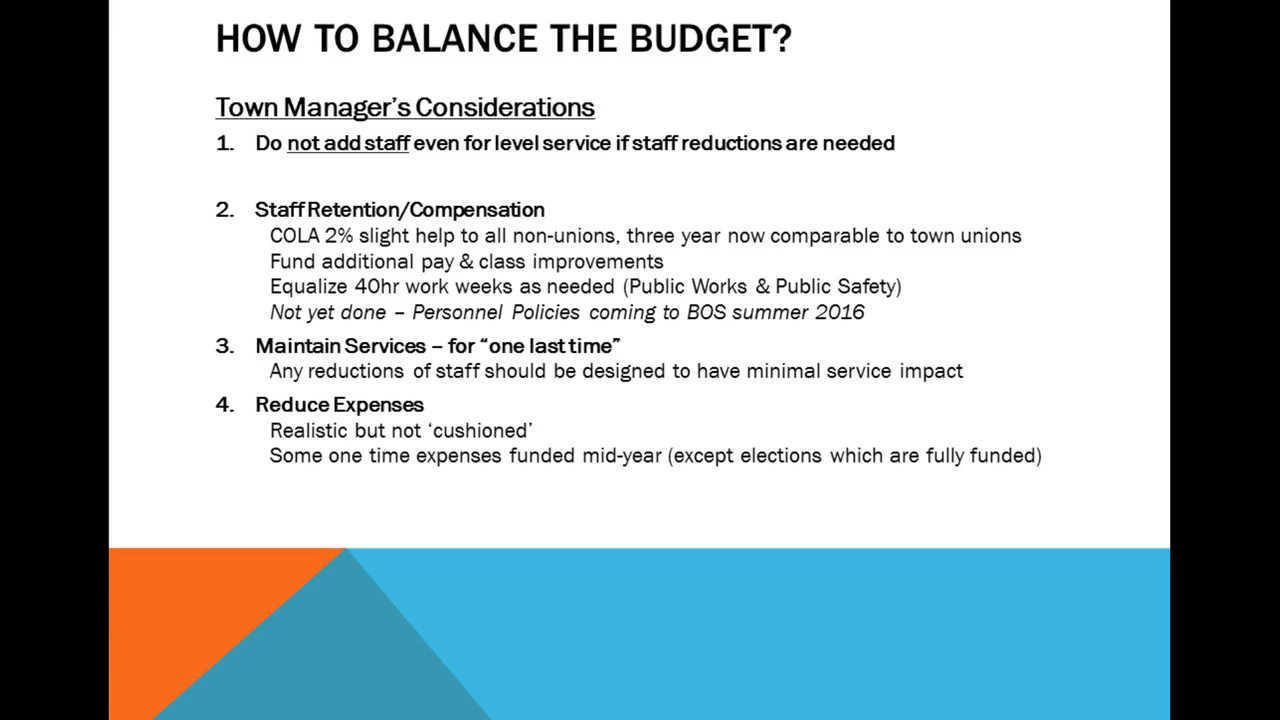 HOW TO BALANCE THE BUDGET?
Town Manager's Considerations
1. Do not add staff even for level service if staff reductions are needed
2. Staff Retention/Compensation
COLA 2% slight help to all non-unions, three year now comparable to town unions
Fund additional pay & class improvements
Equalize 40hr work weeks as needed (Public Works & Public Safety)
Not yet done – Personnel Policies coming to BOS summer 2016
3. Maintain Services – for “one last time”
Any reductions of staff should be designed to have minimal service impact
4. Reduce Expenses
Realistic but not ‘cushioned’
Some one time expenses funded mid-year (except elections which are fully funded)